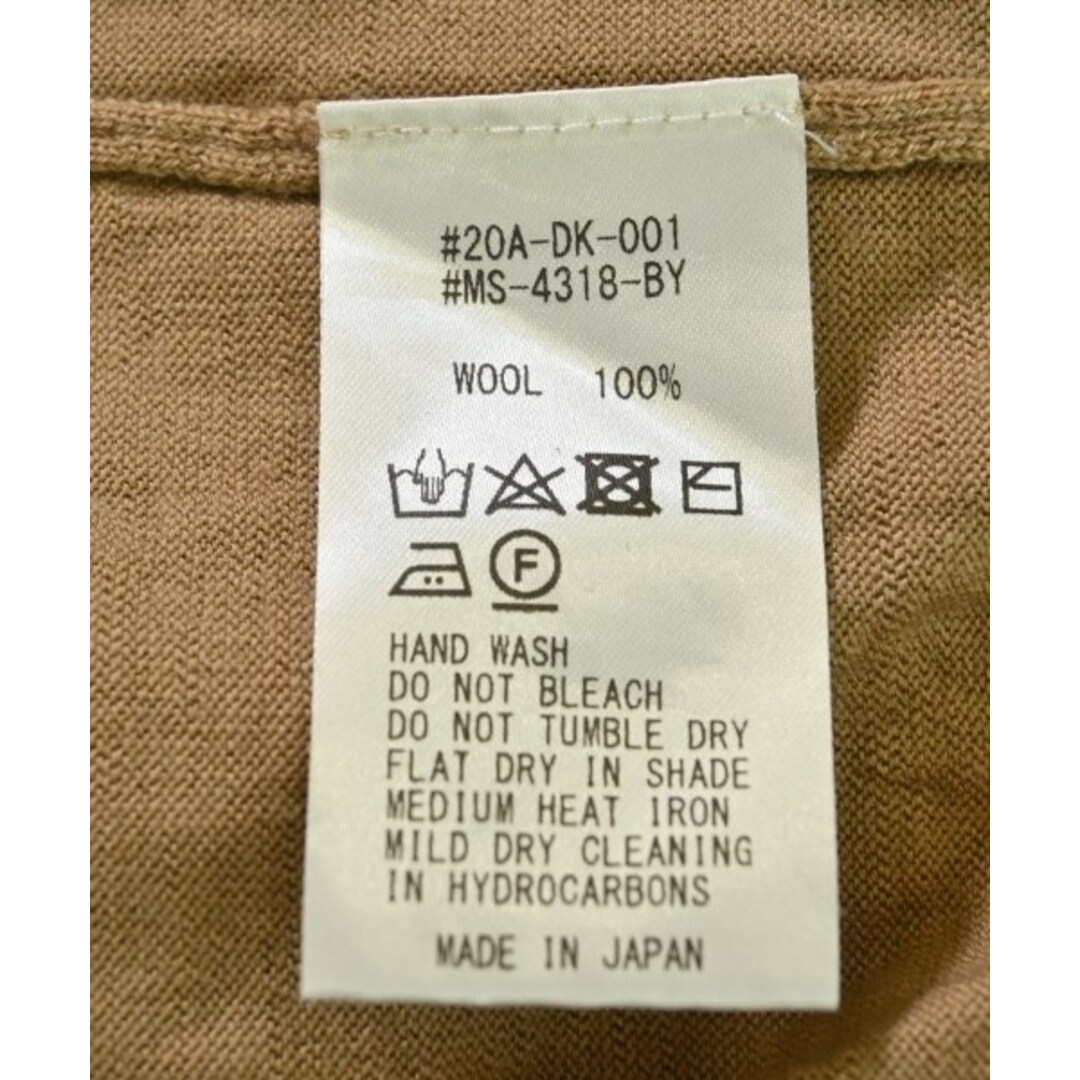 #20A-DK-001
#MS-4318-BY
WOOL 100%
F
HAND WASH
DO NOT BLEACH
DO NOT TUMBLE DRY
FLAT DRY IN SHADE
MEDIUM HEAT IRON
MILD DRY CLEANING
IN HYDROCARBONS
MADE IN JAPAN